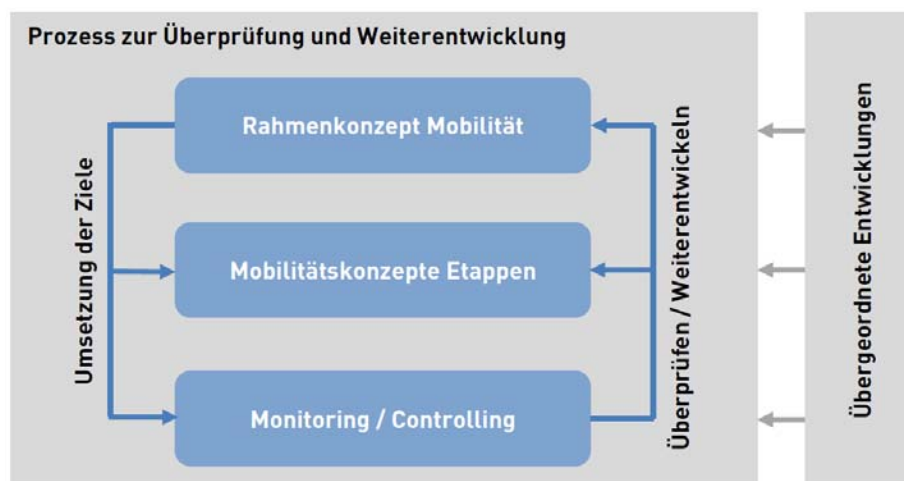 Prozess zur Überprüfung und Weiterentwicklung
Umsetzung der Ziele
Rahmenkonzept Mobilität
Mobilitätskonzepte Etappen
Monitoring / Controlling
Überprüfen / Weiterentwickeln
Übergeordnete Entwicklungen